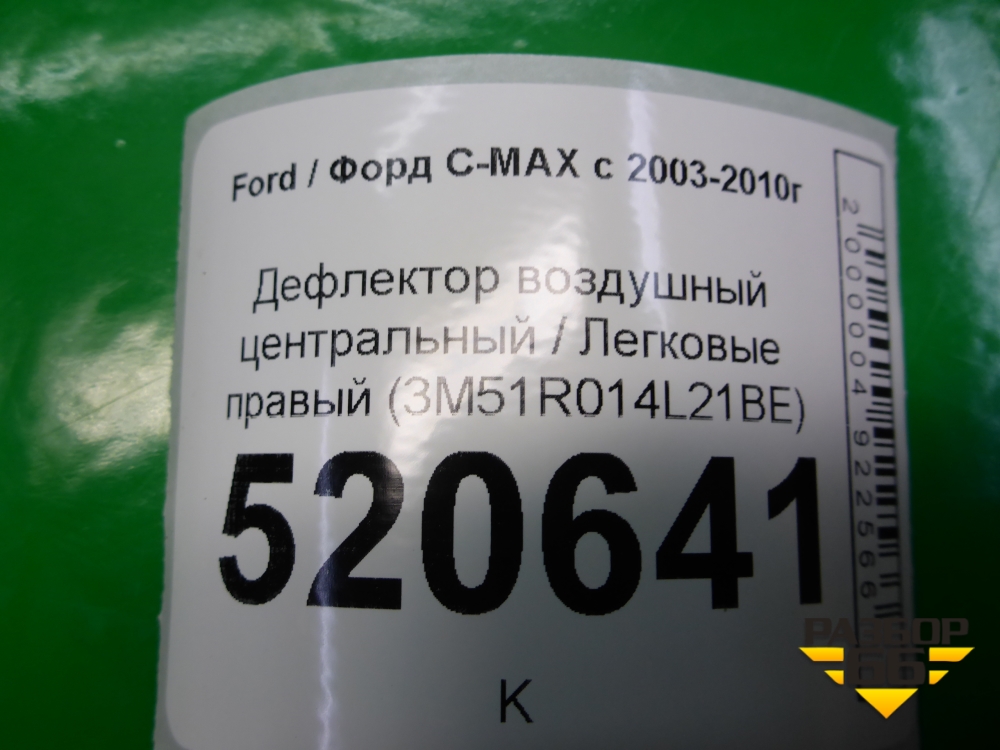 Ford / Форд C-MAX с 2003-2010г
Дефлектор воздушный
центральный / Легковые
правый (3M51R014L21BE)
520641
К
2000004922566
РАЗБОР
66